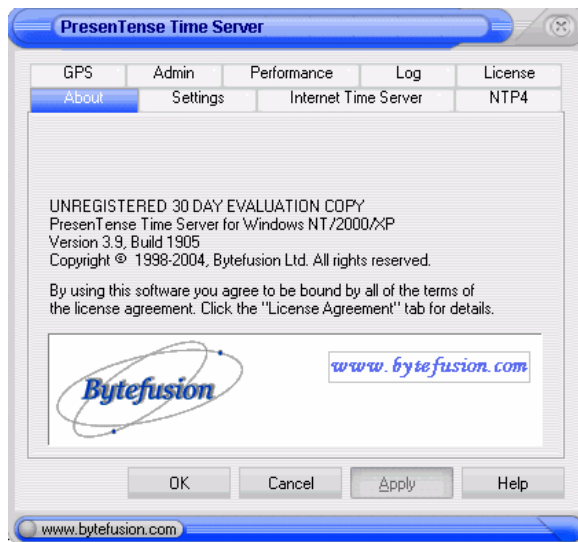 PresenTense Time Server
GPS Admin Performance Log License
About Settings Internet Time Server NTP4
UNREGISTERED 30 DAY EVALUATION COPY
PresenTense Time Server for Windows NT/2000/XP
Version 3.9, Build 1905
Copyright © 1998-2004, Bytefusion Ltd. All rights reserved.
By using this software you agree to be bound by all of the terms of
the license agreement. Click the "License Agreement" tab for details.
Bytefusion
www.bytefusion.com
OK Cancel Apply Help
www.bytefusion.com